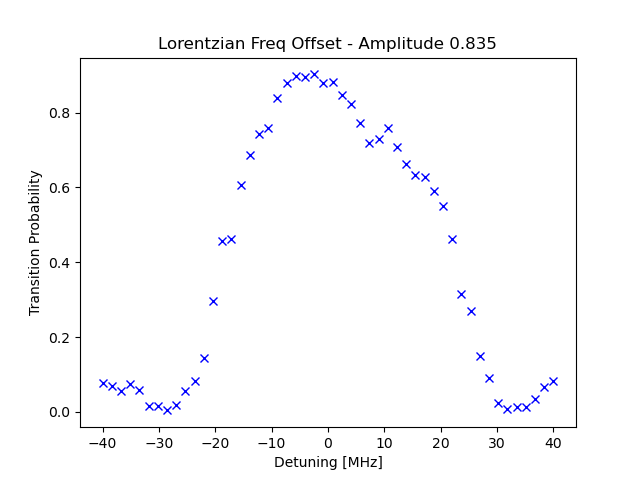 Lorentzian Freq Offset - Amplitude 0.835
Transition Probability
0.8
0.6
0.4
0.2
0.0
−40 −30 −20 −10 0 10 20 30 40
Detuning [MHz]